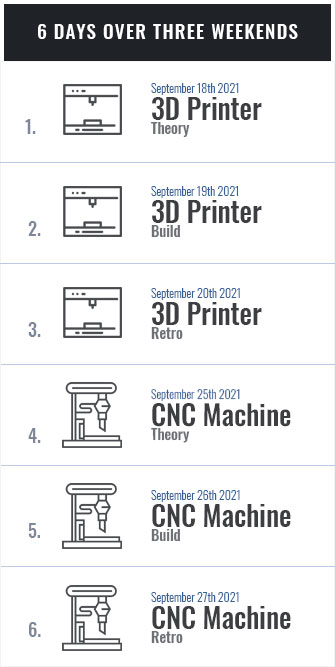 6 DAYS OVER THREE WEEKENDS
1.
September 18th 2021
3D Printer
Theory
2.
September 19th 2021
3D Printer
Build
3.
September 20th 2021
3D Printer
Retro
4.
September 25th 2021
CNC Machine
Theory
5.
September 26th 2021
CNC Machine
Build
6.
September 27th 2021
CNC Machine
Retro